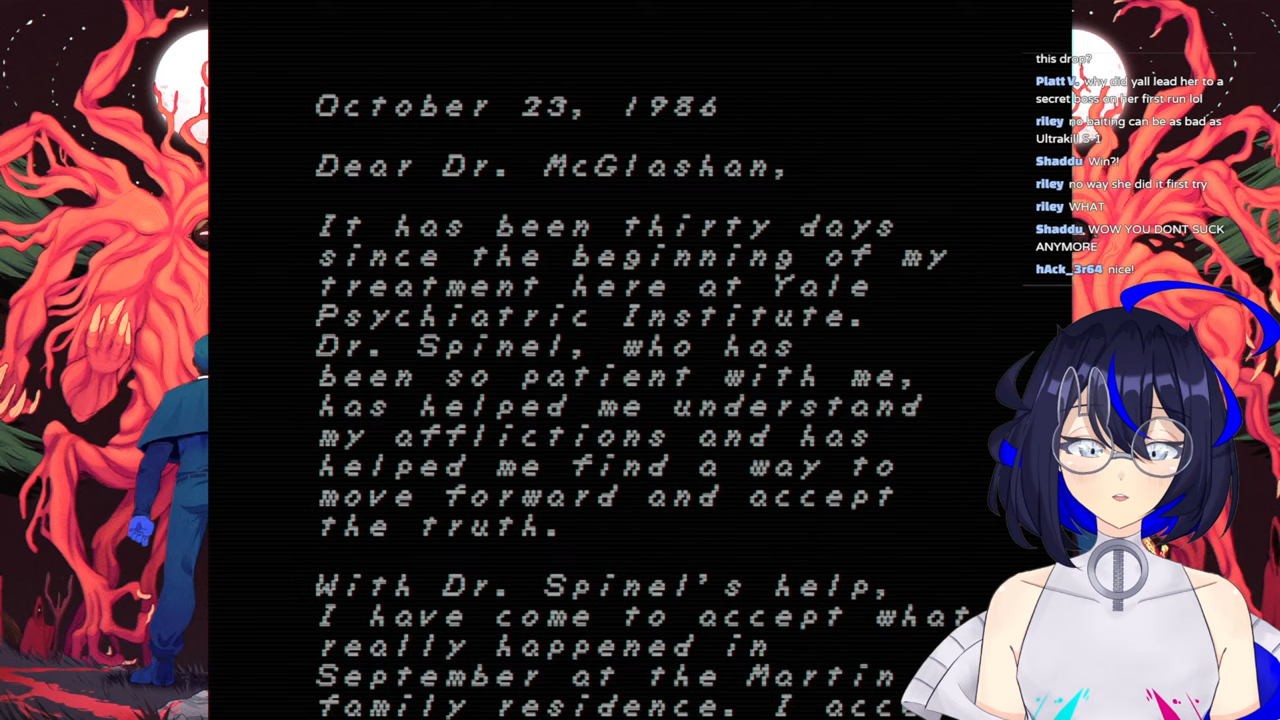 October 23, 1986
Dear Dr. McGlashan,
It has been thirty days
since the beginning of my
treatment here at Yale
Psychiatric Institute.
Dr. Spinel, who has
been so patient with me,
has helped me understand
my afflictions and has
helped me find a way to
move forward and accept
the truth.
With Dr. Spinel's help,
I have come to accept what
really happened in
September at the Martin
family residence. I
this drop?
Platt V. why did yall lead her to a
secret boss on her first run lol
riley no baiting can be as bad as
Ultrakill S-1
Shaddu Win?!
riley no way she did it first try
riley WHAT
Shaddu WOW YOU DONT SUCK
ANYMORE
hAck_3r64 nice!